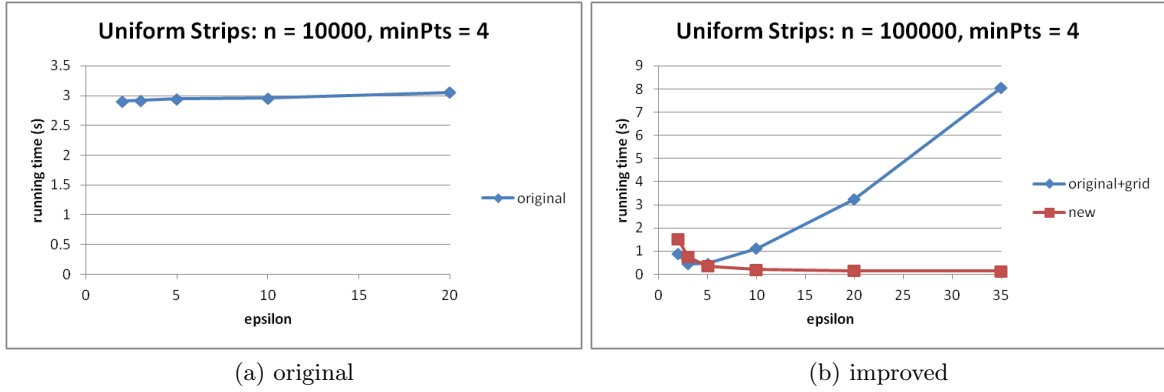 Uniform Strips: n = 10000, minPts = 4
3.5
3
2.5
2
1.5
1
0.5
0
running time (s)
0 5 10 15 20
epsilon
original
(a) original
Uniform Strips: n = 100000, minPts = 4
9
8
7
6
5
4
3
2
1
0
running time (s)
0 5 10 15 20 25 30 35
epsilon
original+grid
new
(b) improved